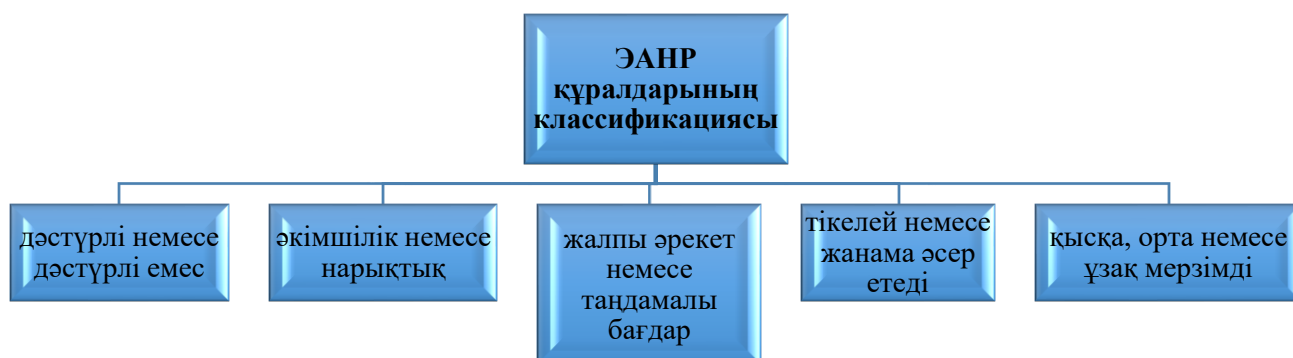 ЭАНР
құралдарының
классификациясы
дәстүрлі немесе
дәстүрлі емес
әкімшілік немесе
нарықтық
жалпы әрекет
немесе
таңдамалы
бағдар
тікелей немесе
жанама әсер
етеді
қысқа, орта немесе
ұзақ мерзімді